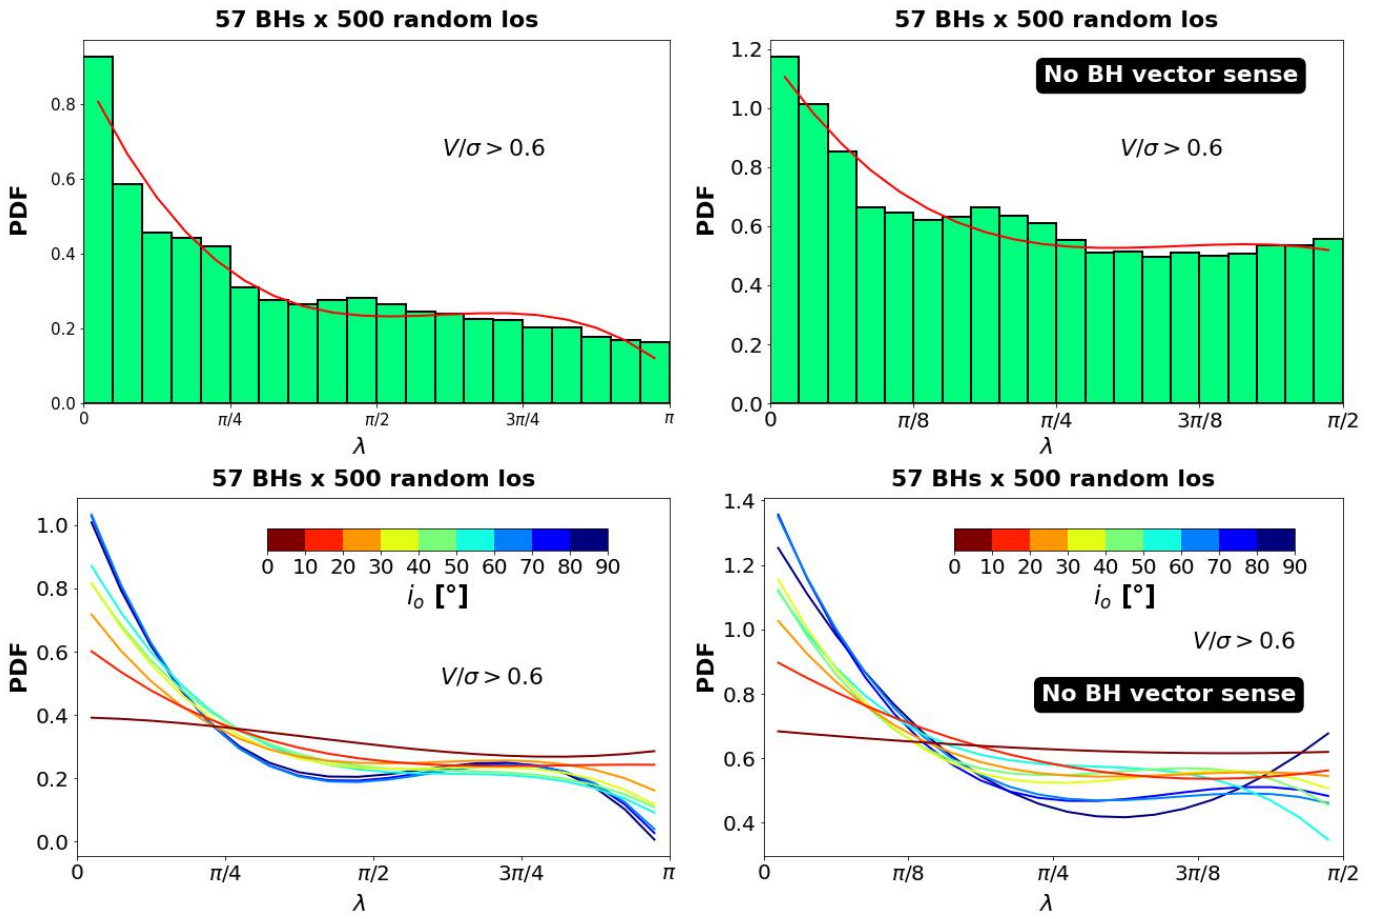 57 BHs x 500 random los
V/σ > 0.6
PDF
0.8
0.6
0.4
0.2
0.0
0 π/4 π/2 3π/4 π
λ
57 BHs x 500 random los
No BH vector sense
V/σ > 0.6
PDF
1.2
1.0
0.8
0.6
0.4
0.2
0.0
0 π/8 π/4 3π/8 π/2
λ
57 BHs x 500 random los
0 10 20 30 40 50 60 70 80 90
i_o [°]
V/σ > 0.6
PDF
1.0
0.8
0.6
0.4
0.2
0.0
0 π/4 π/2 3π/4 π
λ
57 BHs x 500 random los
0 10 20 30 40 50 60 70 80 90
i_o [°]
V/σ > 0.6
No BH vector sense
PDF
1.4
1.2
1.0
0.8
0.6
0.4
0 π/8 π/4 3π/8 π/2
λ